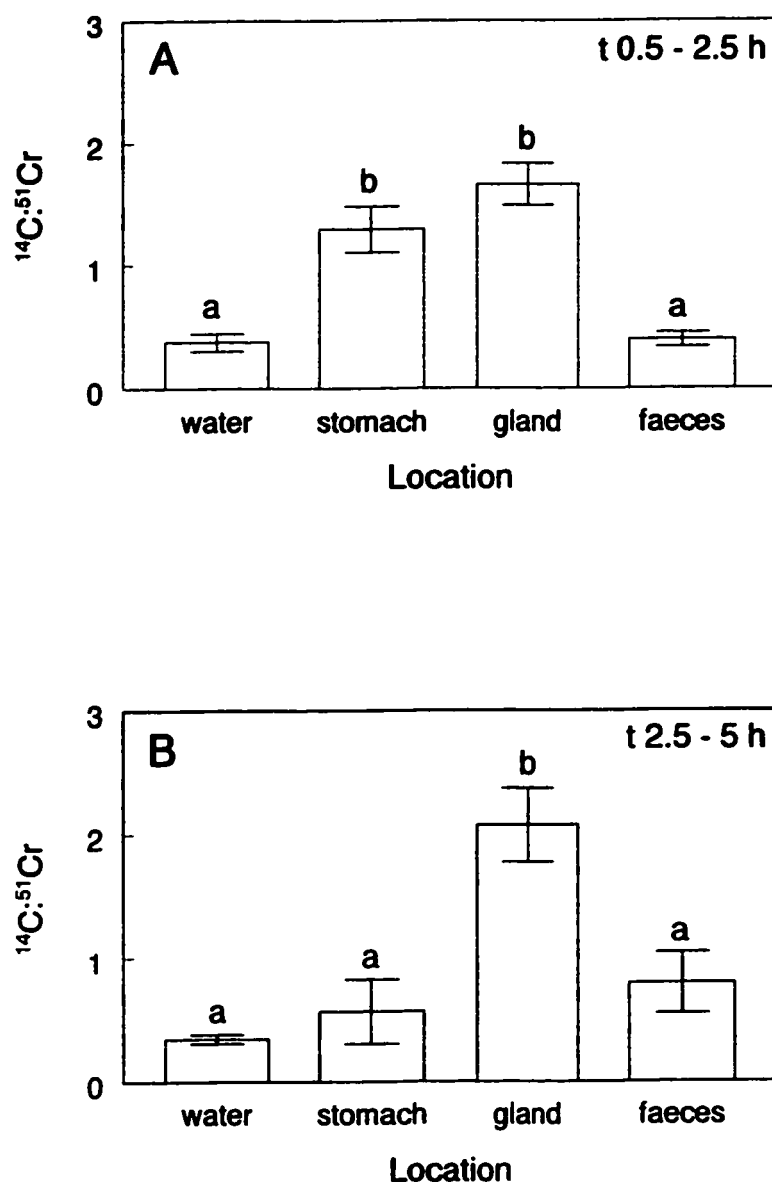 A
t 0.5 - 2.5 h
3
2
1
0
¹⁴C:⁵¹Cr
a
b
b
a
water stomach gland faeces
Location
B
t 2.5 - 5 h
3
2
1
0
¹⁴C:⁵¹Cr
a
a
b
a
water stomach gland faeces
Location